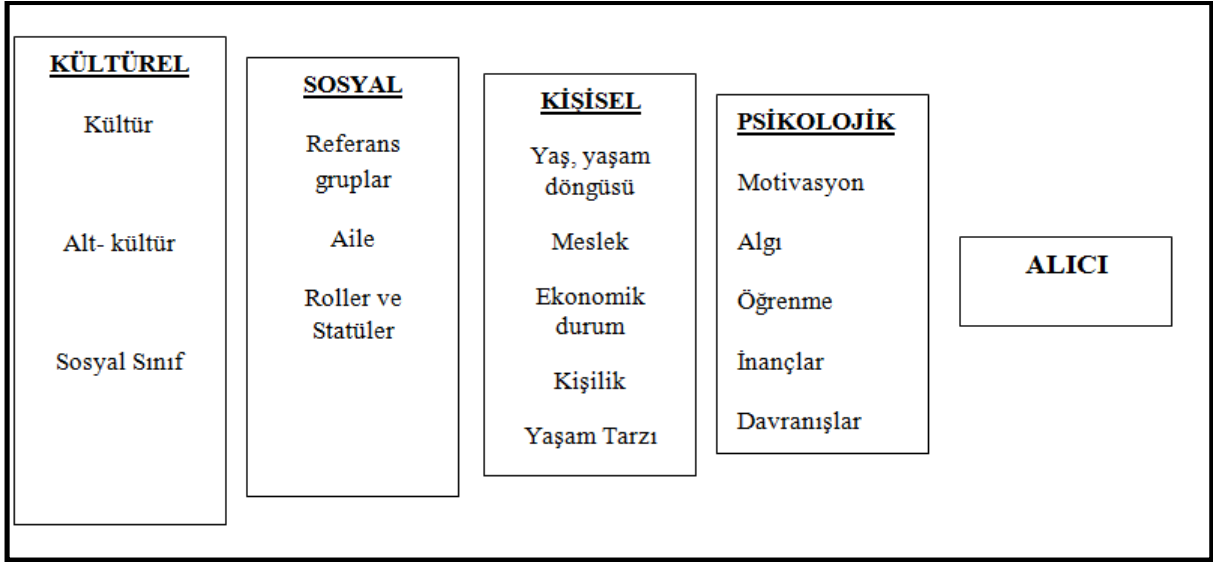 KÜLTÜREL
Kültür
Alt- kültür
Sosyal Sınıf
SOSYAL
Referans
gruplar
Aile
Roller ve
Statüler
KİŞİSEL
Yaş, yaşam
döngüsü
Meslek
Ekonomik
durum
Kişilik
Yaşam Tarzı
PSİKOLOJİK
Motivasyon
Algı
Öğrenme
İnançlar
Davranışlar
ALICI